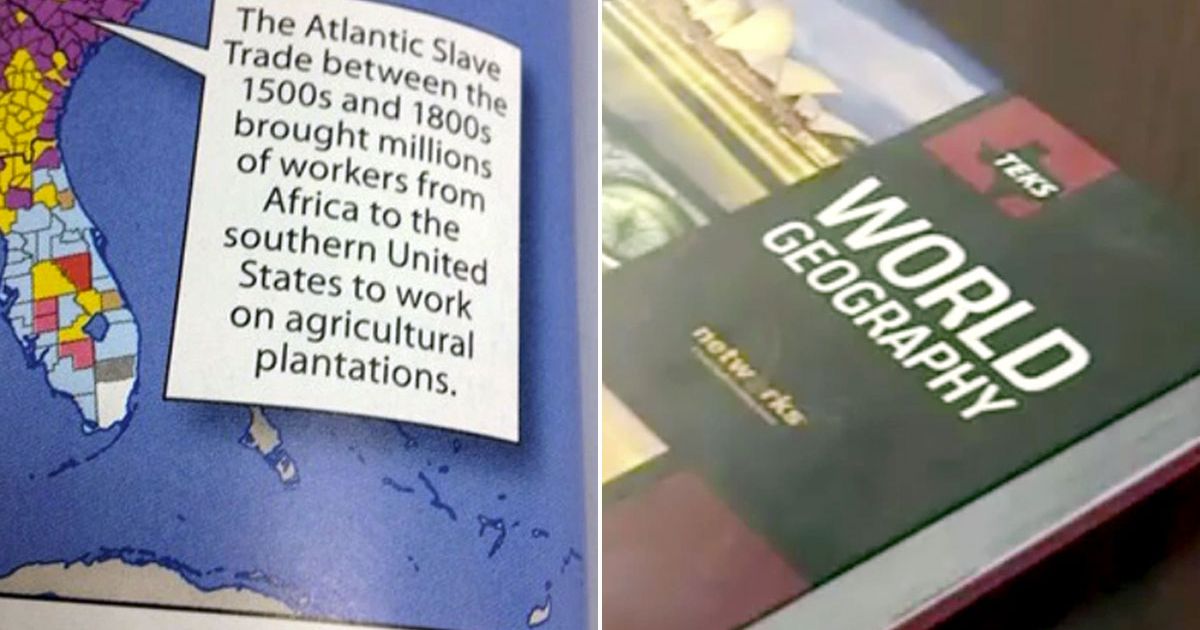 The Atlantic Slave
Trade between the
1500s and 1800s
brought millions
of workers from
Africa to the
southern United
States to work
on agricultural
plantations.
TEKS
WORLD
GEOGRAPHY
networks